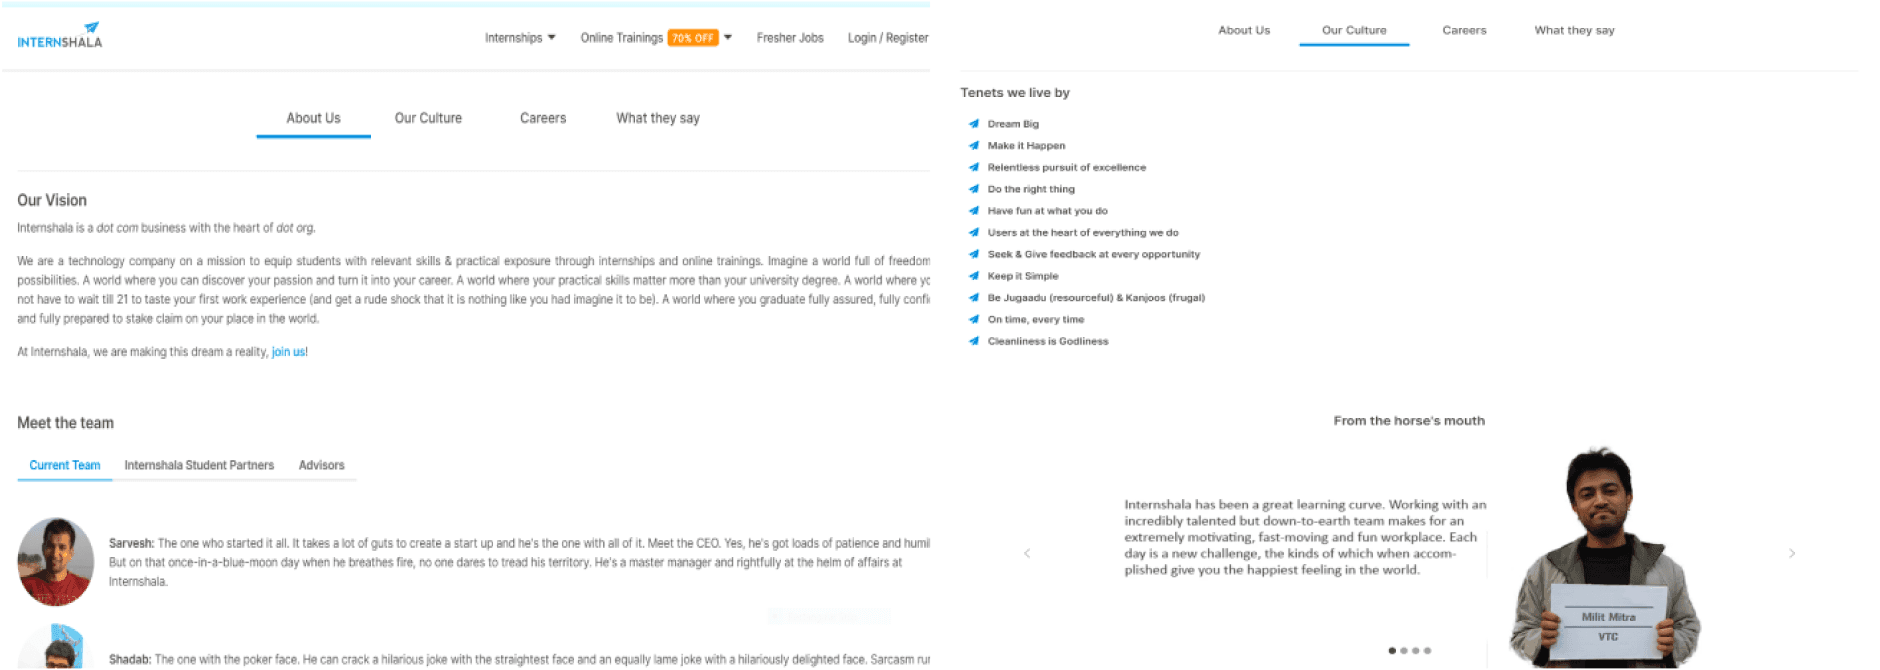 INTERNSHALA
Internships
Online Trainings 70% OFF
Fresher Jobs
Login / Register
About Us
Our Culture
Careers
What they say
Our Vision
Internshala is a dot com business with the heart of dot org.
We are a technology company on a mission to equip students with relevant skills & practical exposure through internships and online trainings. Imagine a world full of freedom
possibilities. A world where you can discover your passion and turn it into your career. A world where your practical skills matter more than your university degree. A world where yo
not have to wait till 21 to taste your first work experience (and get a rude shock that it is nothing like you had imagine it to be). A world where you graduate fully assured, fully confi
and fully prepared to stake claim on your place in the world.
At Internshala, we are making this dream a reality, join us!
Meet the team
Current Team
Internshala Student Partners
Advisors
Sarvesh: The one who started it all. It takes a lot of guts to create a start up and he's the one with all of it. Meet the CEO. Yes, he's got loads of patience and humil
But on that once-in-a-blue-moon day when he breathes fire, no one dares to tread his territory. He's a master manager and rightfully at the helm of affairs at
Internshala.
Shadab: The one with the poker face. He can crack a hilarious joke with the straightest face and an equally lame joke with a hilariously delighted face. Sarcasm run
About Us
Our Culture
Careers
What they say
Tenets we live by
Dream Big
Make it Happen
Relentless pursuit of excellence
Do the right thing
Have fun at what you do
Users at the heart of everything we do
Seek & Give feedback at every opportunity
Keep it Simple
Be Jugaadu (resourceful) & Kanjoos (frugal)
On time, every time
Cleanliness is Godliness
From the horse's mouth
Internshala has been a great learning curve. Working with an
incredibly talented but down-to-earth team makes for an
extremely motivating, fast-moving and fun workplace. Each
day is a new challenge, the kinds of which when accom-
plished give you the happiest feeling in the world.
Milit Mitra
VTC